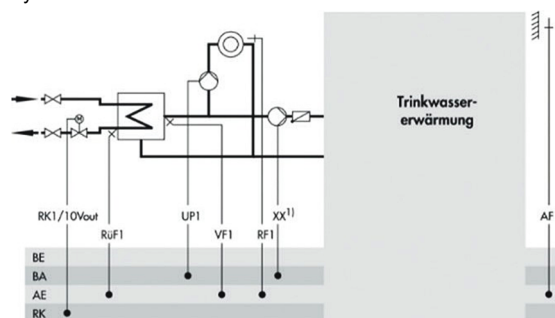 M
Trinkwasser-
erwärmung
RK1/10Vout
UP1
XX1)
AF
RüF1
VF1
RF1
BE
BA
AE
RK